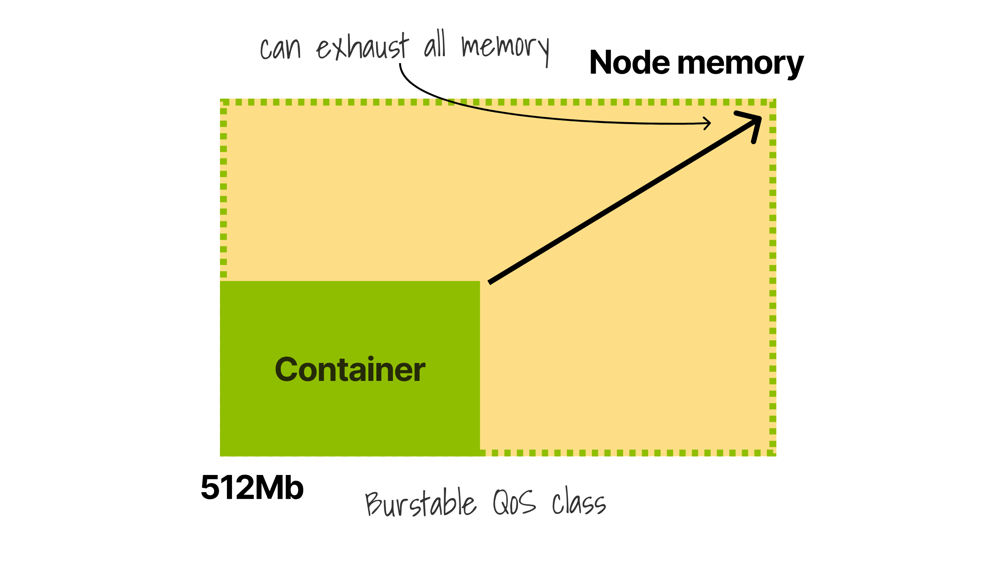 can exhaust all memory
Node memory
Container
512Mb
Burstable QoS class